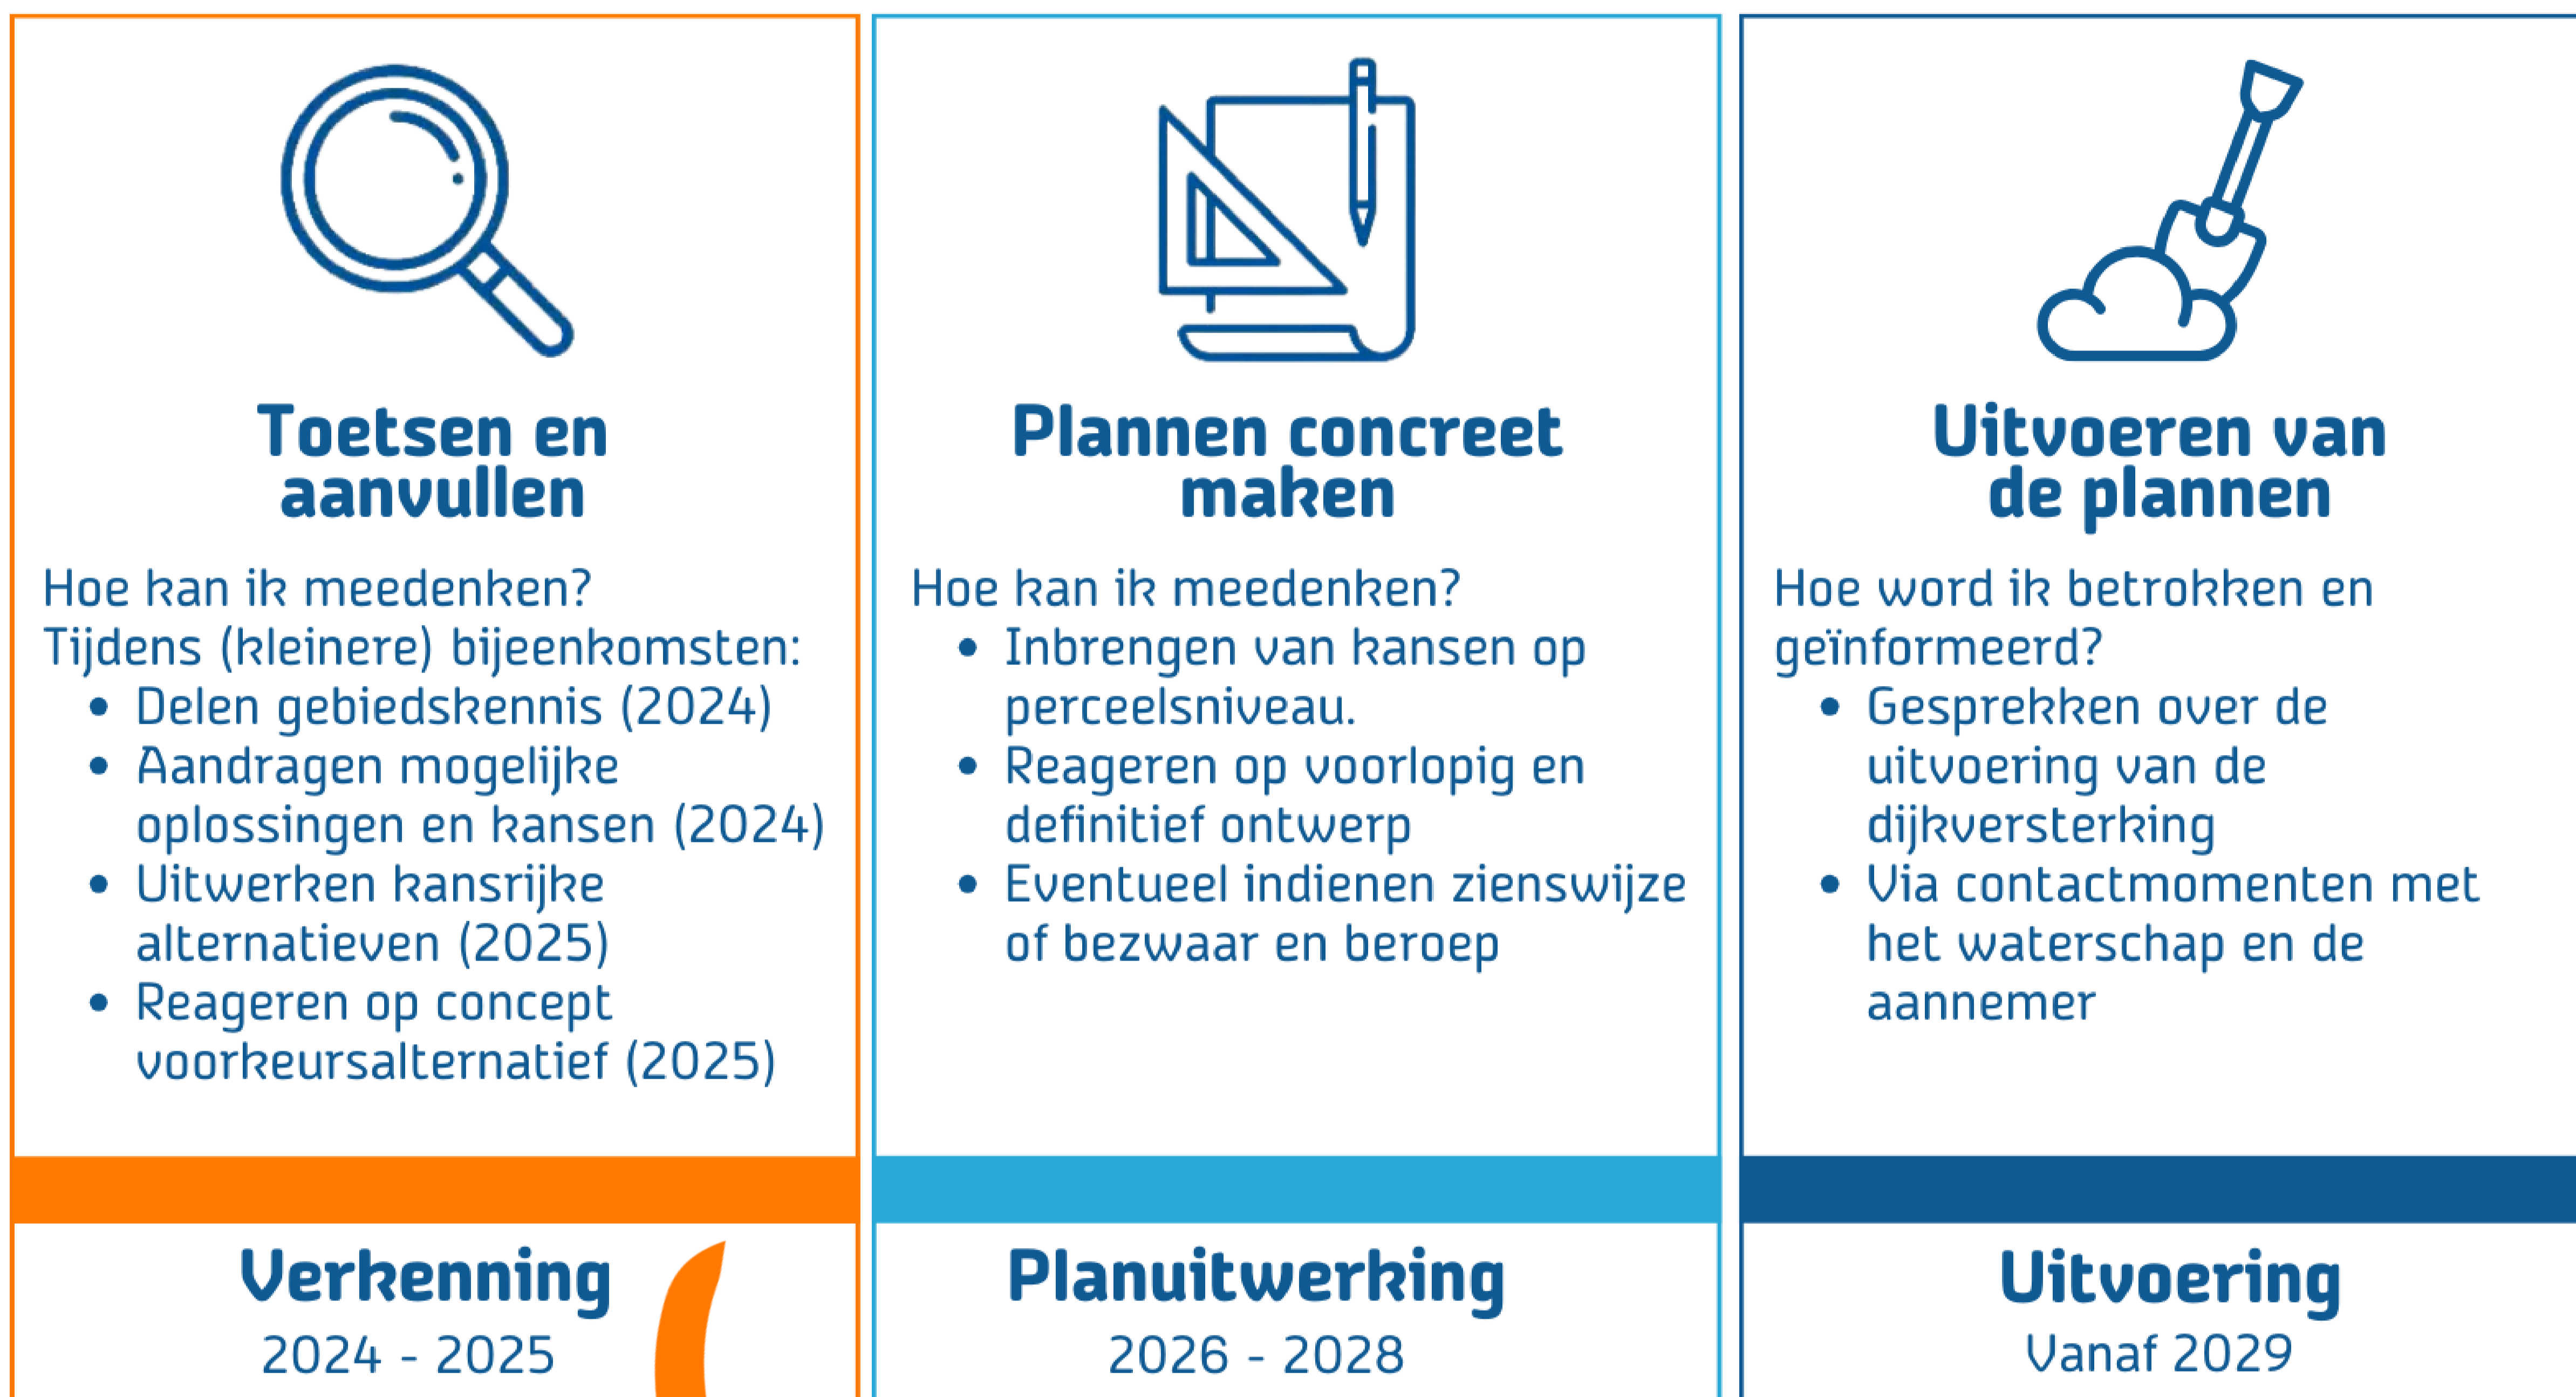 Toetsen en
aanvullen
Hoe kan ik meedenken?
Tijdens (kleinere) bijeenkomsten:
• Delen gebiedskennis (2024)
• Aandragen mogelijke
oplossingen en kansen (2024)
• Uitwerken kansrijke
alternatieven (2025)
• Reageren op concept
voorkeursalternatief (2025)
Verkenning
2024 - 2025
Plannen concreet
maken
Hoe kan ik meedenken?
• Inbrengen van kansen op
perceelsniveau.
• Reageren op voorlopig en
definitief ontwerp
• Eventueel indienen zienswijze
of bezwaar en beroep
Planuitwerking
2026 - 2028
Uitvoeren van
de plannen
Hoe word ik betrokken en
geïnformeerd?
• Gesprekken over de
uitvoering van de
dijkversterking
• Via contactmomenten met
het waterschap en de
aannemer
Uitvoering
Vanaf 2029